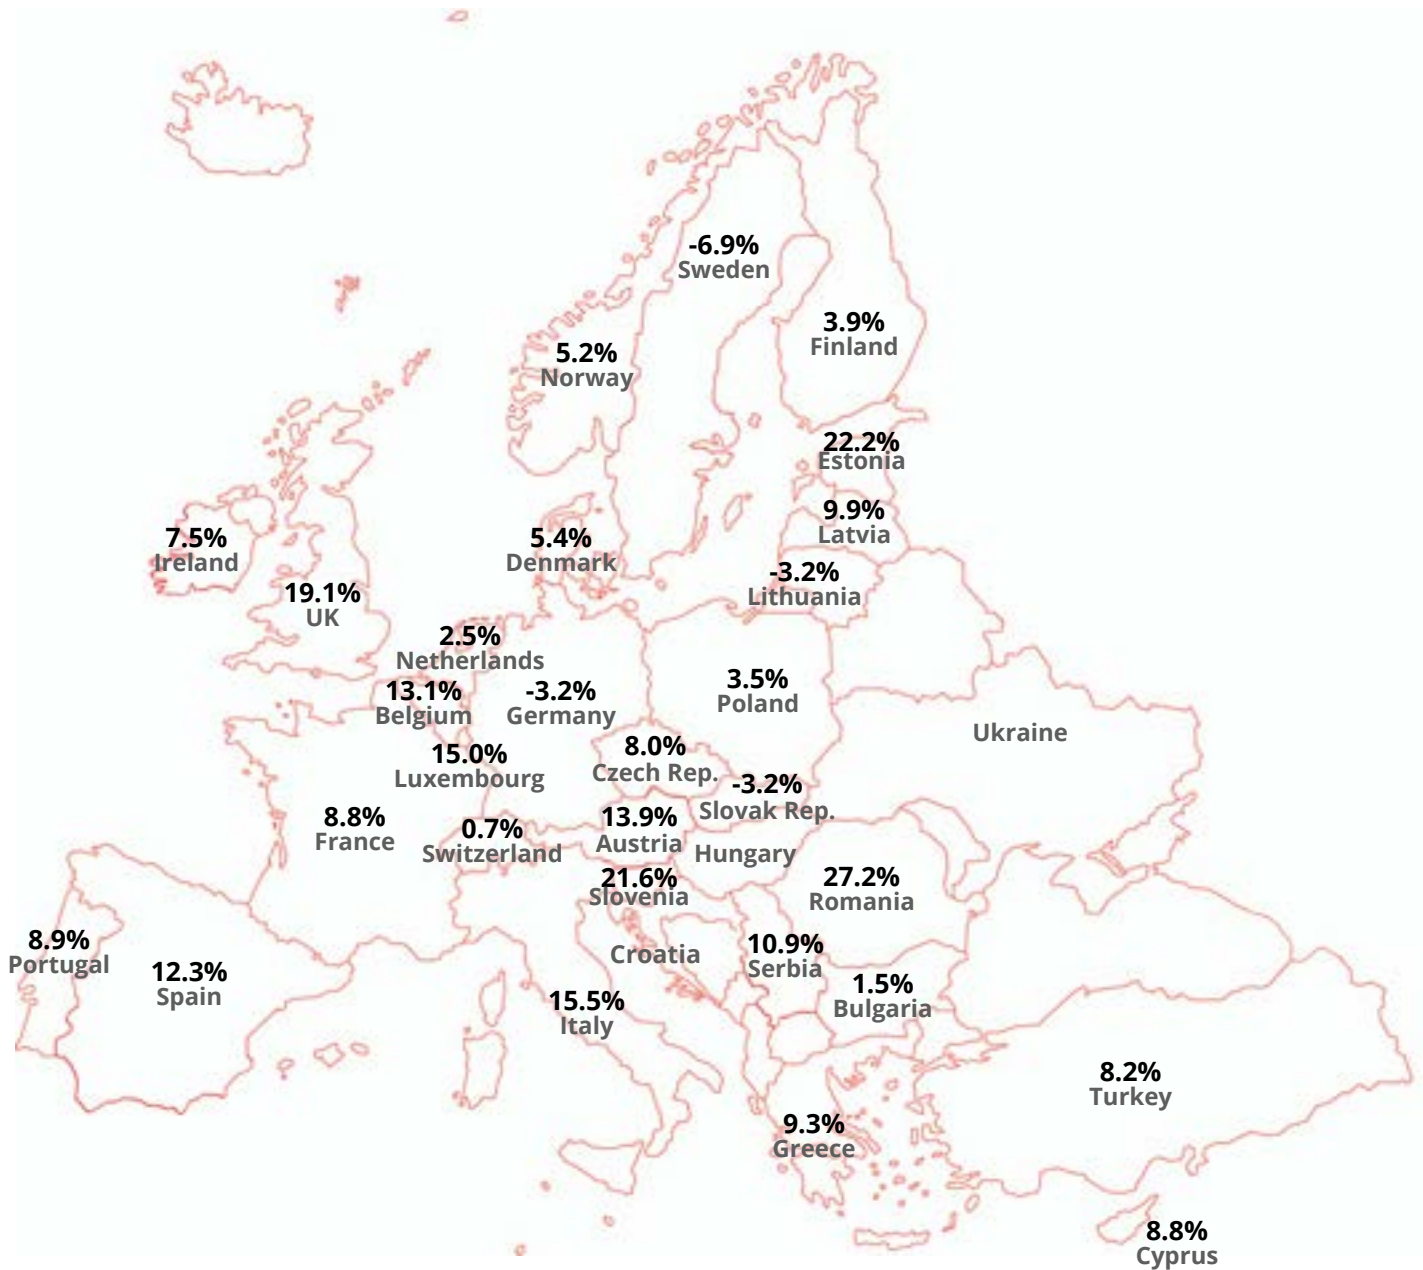 -6.9%
Sweden
3.9%
Finland
5.2%
Norway
22.2%
Estonia
9.9%
Latvia
7.5%
Ireland
5.4%
Denmark
-3.2%
Lithuania
19.1%
UK
2.5%
Netherlands
13.1%
Belgium
-3.2%
Germany
3.5%
Poland
Ukraine
15.0%
Luxembourg
8.0%
Czech Rep.
-3.2%
Slovak Rep.
8.8%
France
0.7%
Switzerland
13.9%
Austria
Hungary
21.6%
Slovenia
27.2%
Romania
8.9%
Portugal
12.3%
Spain
Croatia
10.9%
Serbia
1.5%
Bulgaria
15.5%
Italy
8.2%
Turkey
9.3%
Greece
8.8%
Cyprus